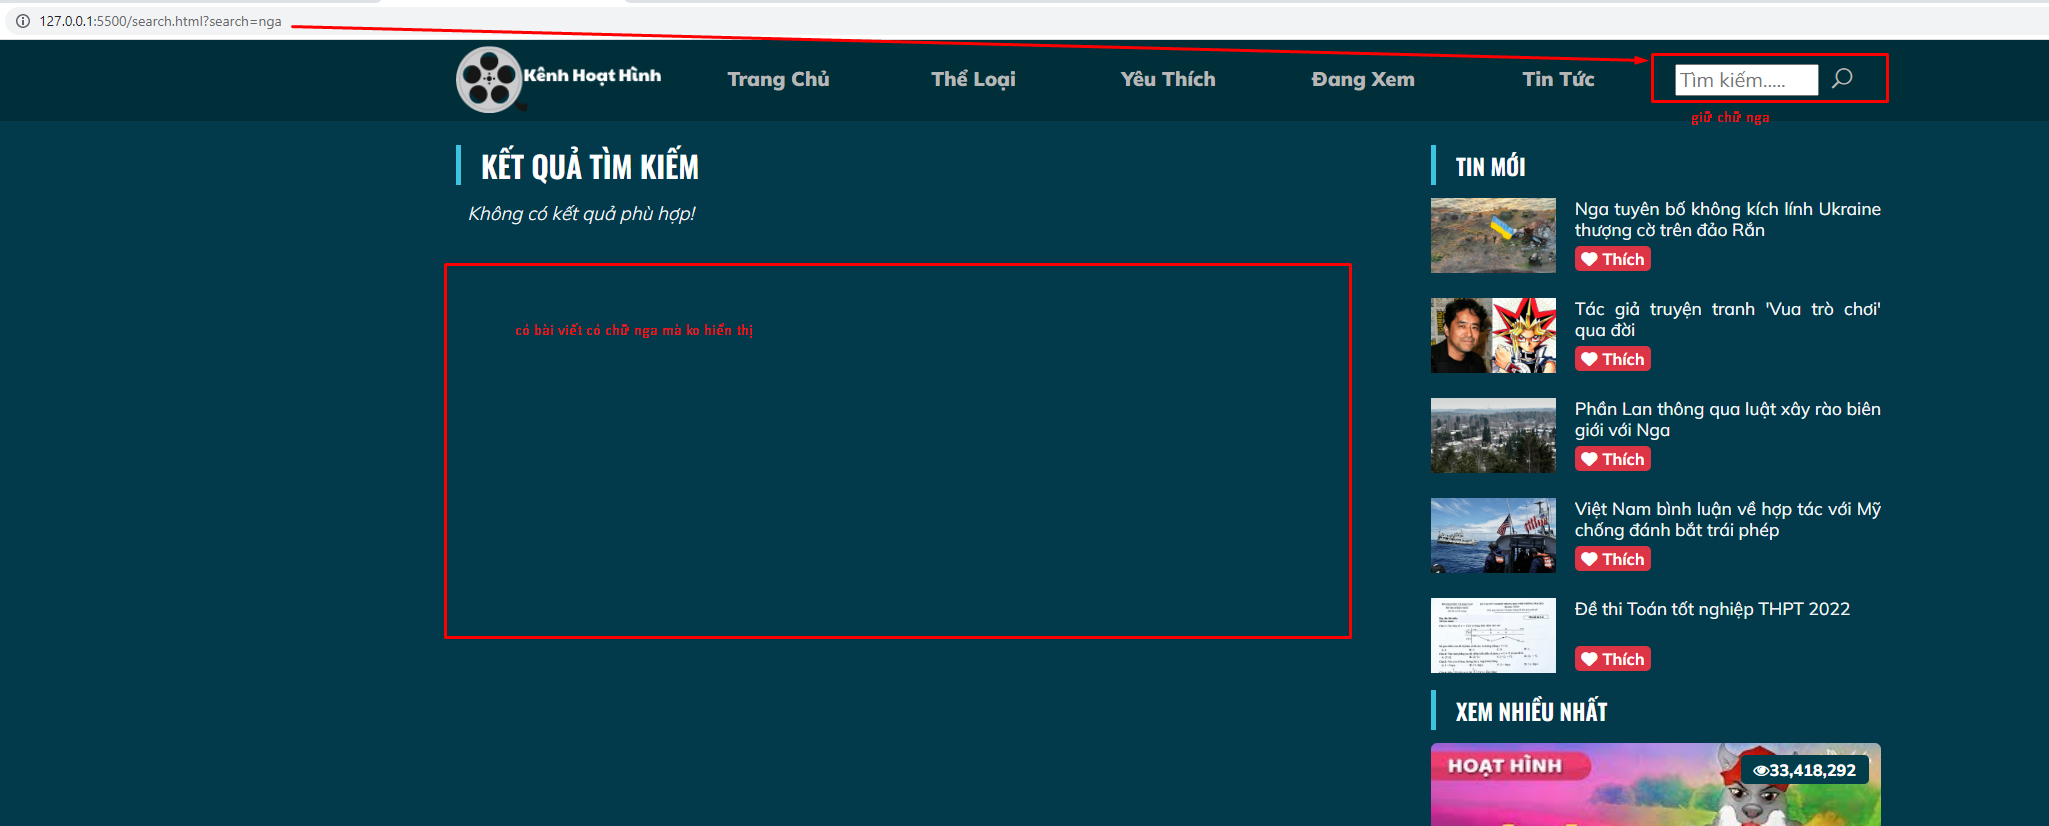 127.0.0.1:5500/search.html?search=nga
Kênh Hoạt Hình
Trang Chủ
Thể Loại
Yêu Thích
Đang Xem
Tin Tức
Tìm kiếm.....
giữ chữ nga
KẾT QUẢ TÌM KIẾM
Không có kết quả phù hợp!
có bài viết có chữ nga mà ko hiển thị
TIN MỚI
Nga tuyên bố không kích lính Ukraine
thượng cờ trên đảo Rắn
Thích
Tác giả truyện tranh 'Vua trò chơi'
qua đời
Thích
Phần Lan thông qua luật xây rào biên
giới với Nga
Thích
Việt Nam bình luận về hợp tác với Mỹ
chống đánh bắt trái phép
Thích
Đề thi Toán tốt nghiệp THPT 2022
Thích
XEM NHIỀU NHẤT
HOẠT HÌNH
33,418,292